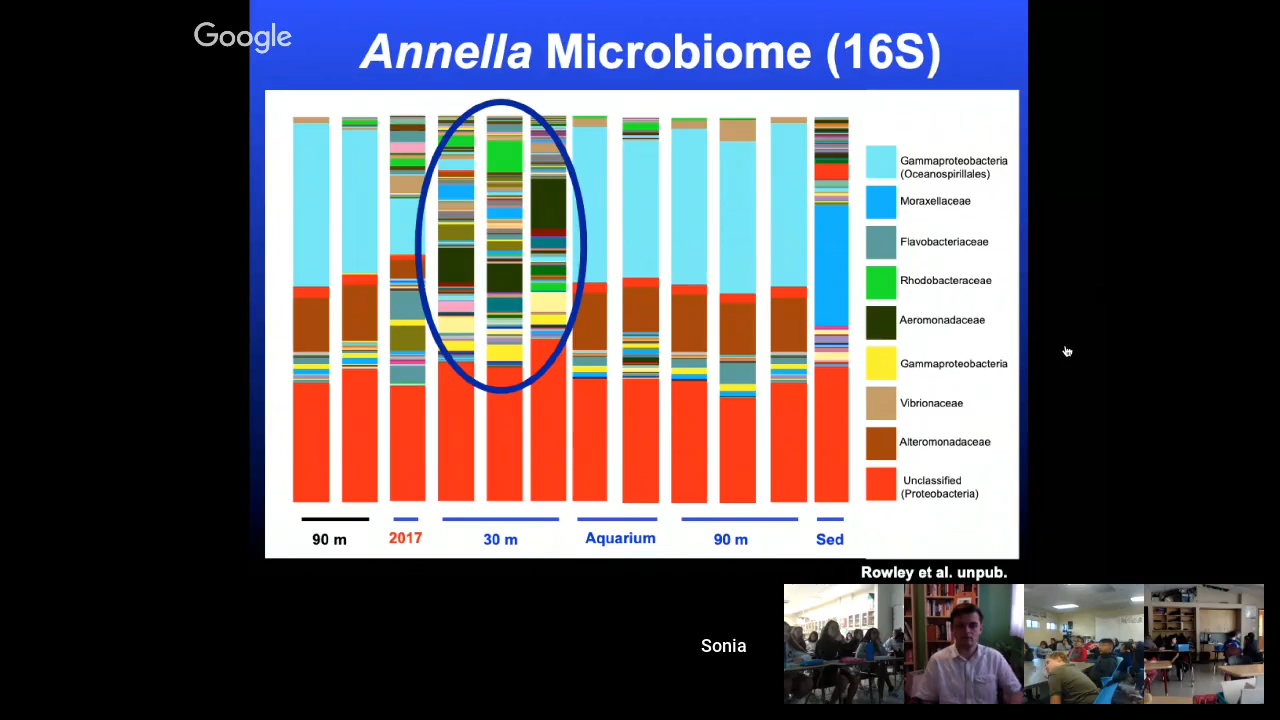 Google
Annella Microbiome (16S)
Gammaproteobacteria
(Oceanospirillales)
Moraxellaceae
Flavobacteriaceae
Rhodobacteraceae
Aeromonadaceae
Gammaproteobacteria
Vibrionaceae
Alteromonadaceae
Unclassified
(Proteobacteria)
90 m
2017
30 m
Aquarium
90 m
Sed
Rowley et al. unpub.
Sonia